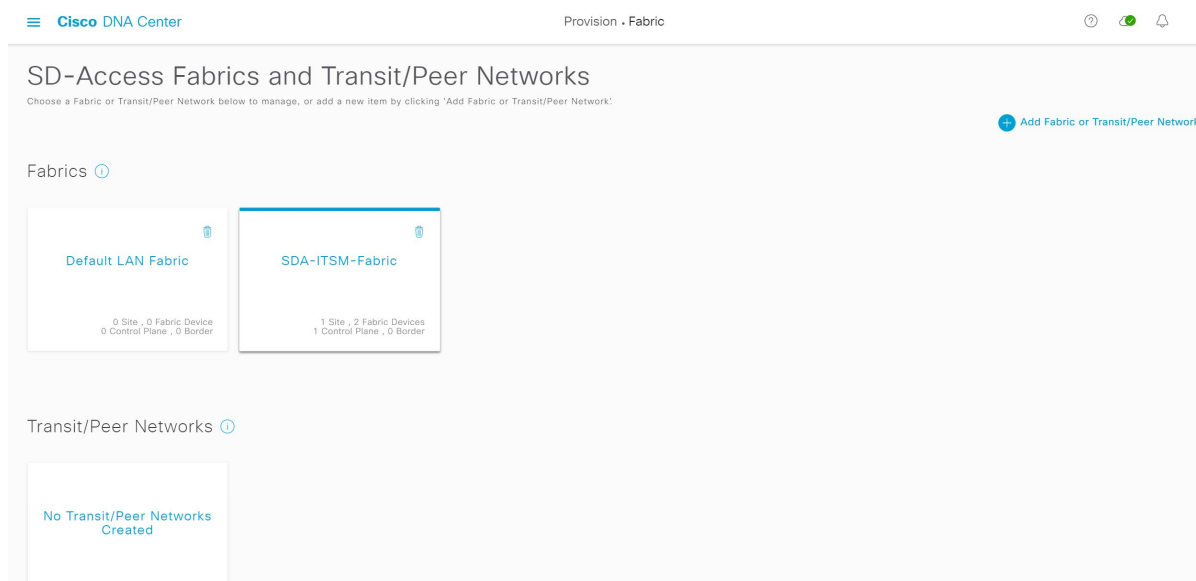 Cisco DNA Center
Provision • Fabric
SD-Access Fabrics and Transit/Peer Networks
Choose a Fabric or Transit/Peer Network below to manage, or add a new item by clicking 'Add Fabric or Transit/Peer Network'.
Add Fabric or Transit/Peer Network
Fabrics
Default LAN Fabric
0 Site , 0 Fabric Device
0 Control Plane , 0 Border
SDA-ITSM-Fabric
1 Site , 2 Fabric Devices
1 Control Plane , 0 Border
Transit/Peer Networks
No Transit/Peer Networks
Created